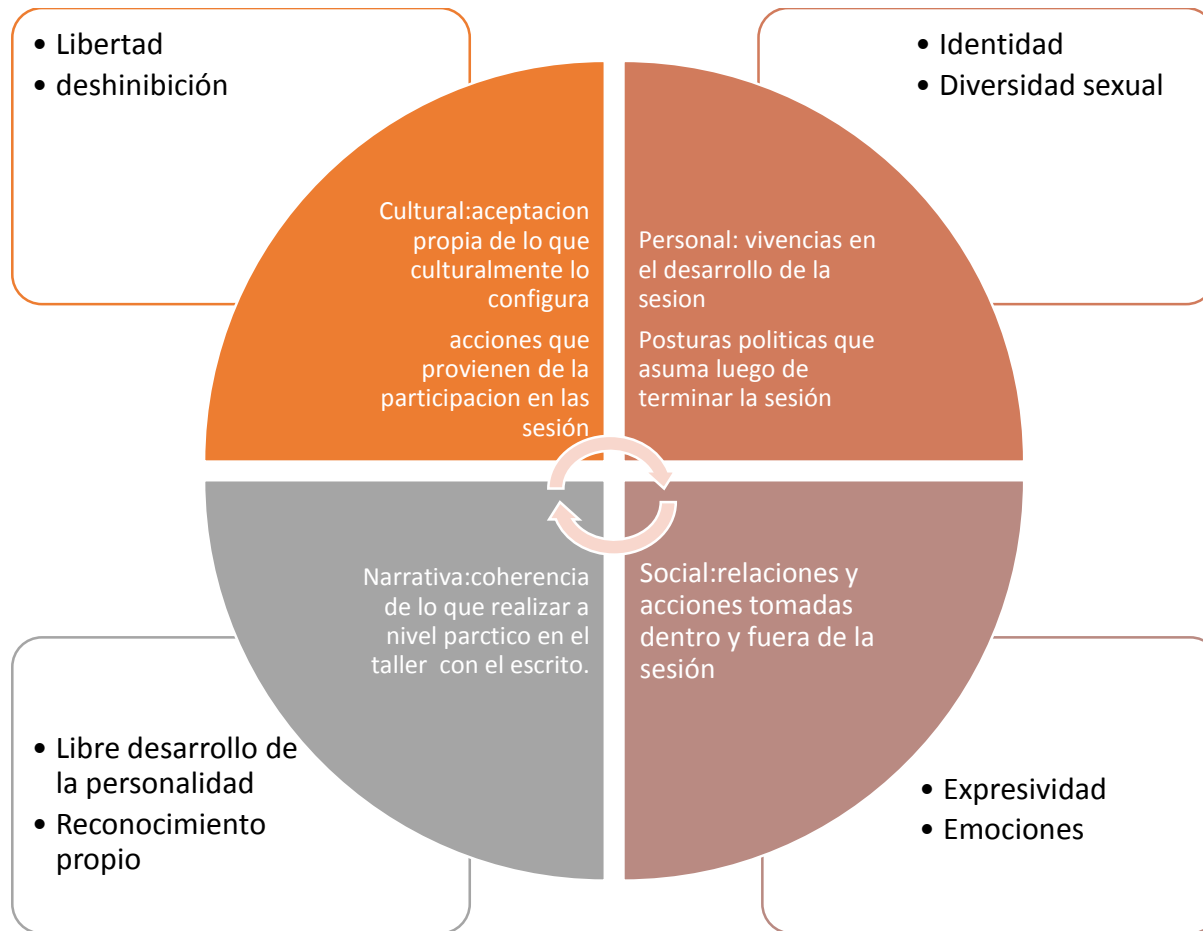 • Libertad
• deshinibición
• Identidad
• Diversidad sexual
Cultural:aceptacion
propia de lo que
culturalmente lo
configura
acciones que
provienen de la
participacion en las
sesión
Personal: vivencias en
el desarrollo de la
sesion
Posturas politicas que
asuma luego de
terminar la sesión
Narrativa:coherencia
de lo que realizar a
nivel parctico en el
taller con el escrito.
Social:relaciones y
acciones tomadas
dentro y fuera de la
sesión
• Libre desarrollo de
la personalidad
• Reconocimiento
propio
• Expresividad
• Emociones